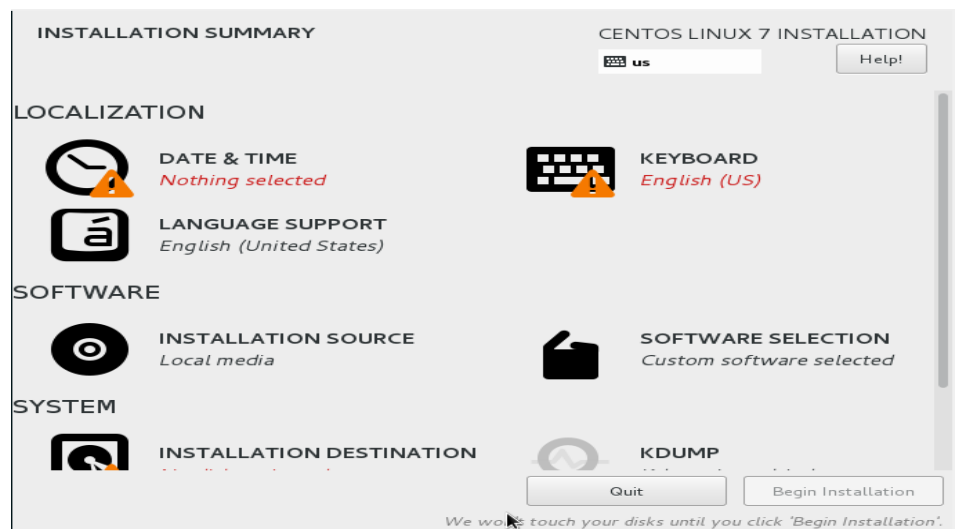 INSTALLATION SUMMARY
CENTOS LINUX 7 INSTALLATION
us
Help!
LOCALIZATION
DATE & TIME
Nothing selected
KEYBOARD
English (US)
á
LANGUAGE SUPPORT
English (United States)
SOFTWARE
INSTALLATION SOURCE
Local media
SOFTWARE SELECTION
Custom software selected
SYSTEM
INSTALLATION DESTINATION
KDUMP
Quit
Begin Installation
We won't touch your disks until you click 'Begin Installation'.